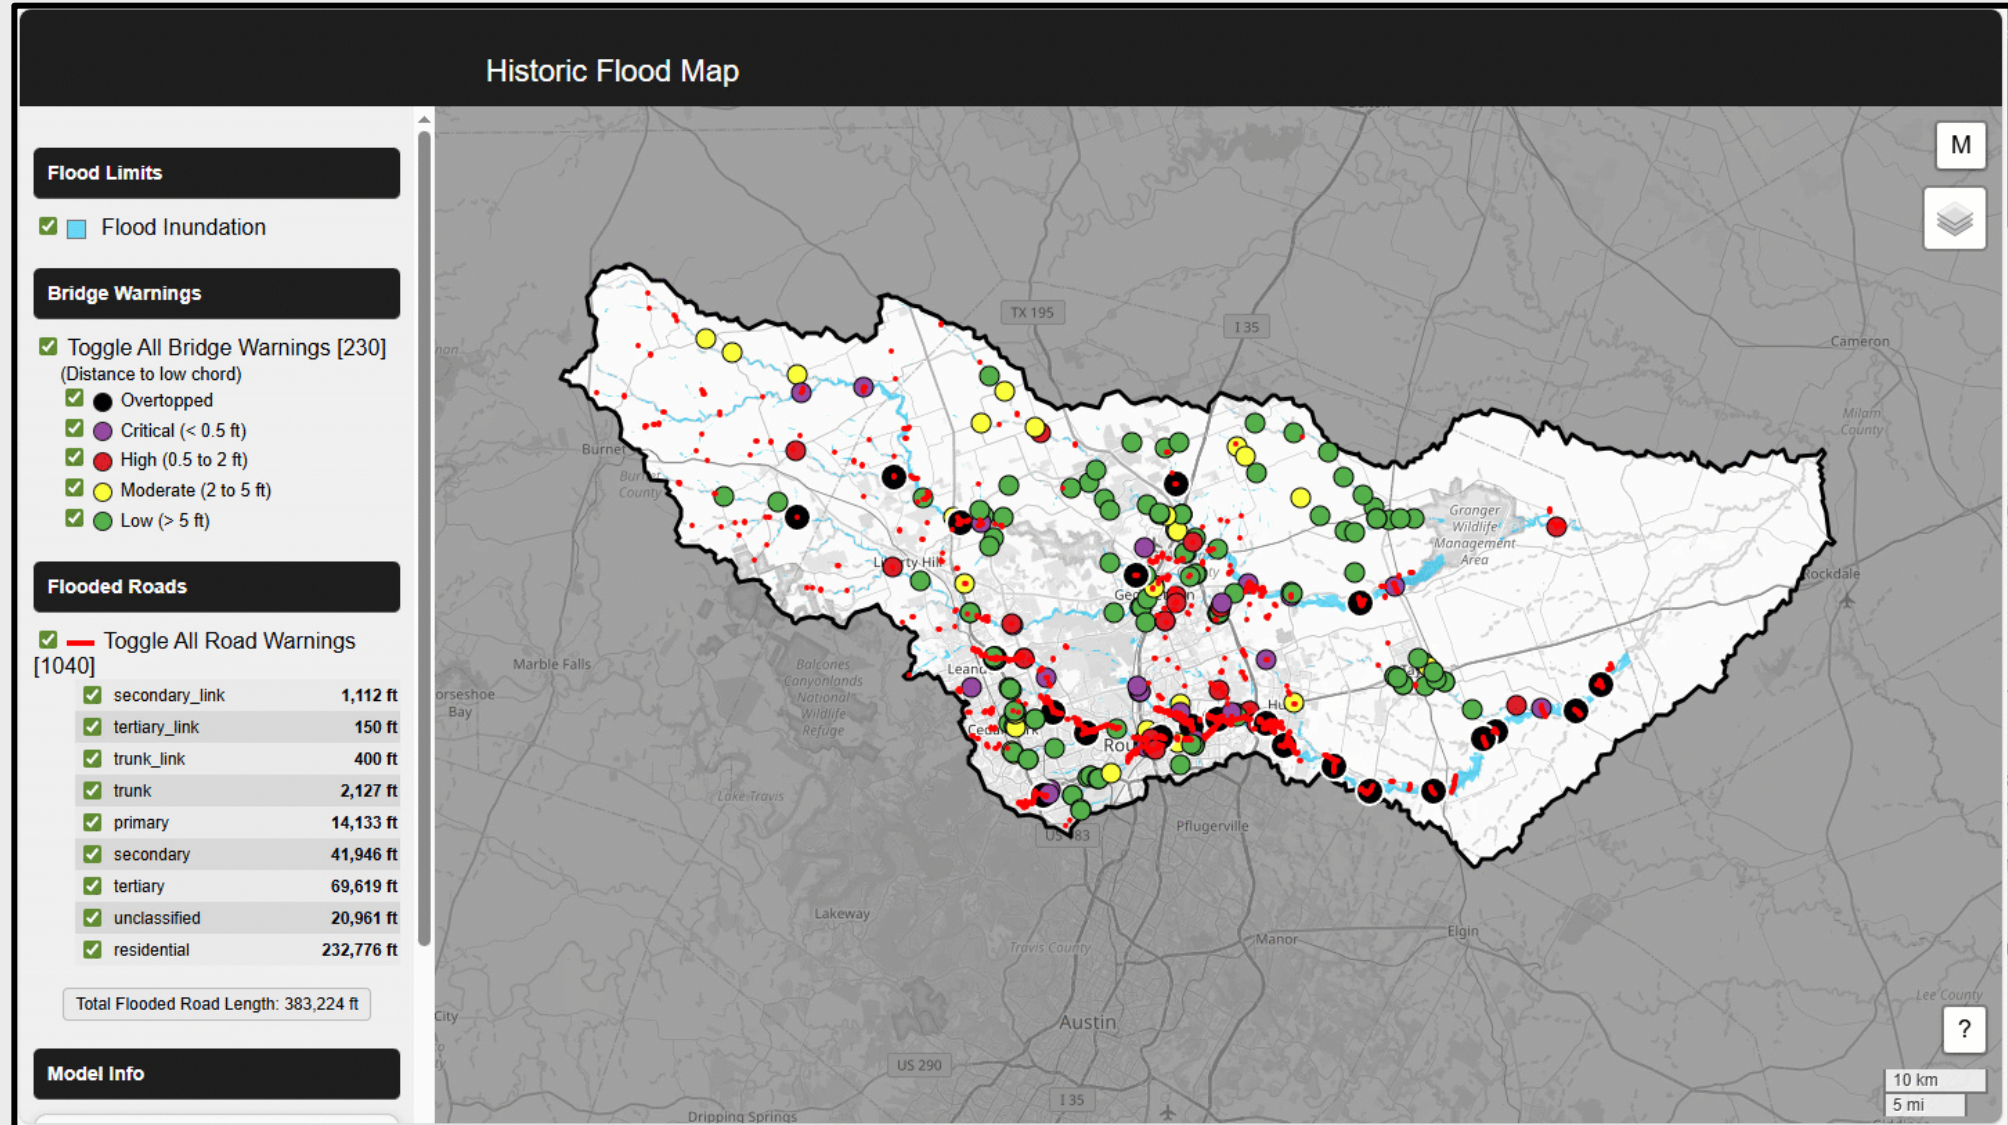 Historic Flood Map
Flood Limits
Flood Inundation
Bridge Warnings
Toggle All Bridge Warnings [230]
(Distance to low chord)
Overtopped
Critical (< 0.5 ft)
High (0.5 to 2 ft)
Moderate (2 to 5 ft)
Low (> 5 ft)
Flooded Roads
Toggle All Road Warnings
[1040]
secondary_link 1,112 ft
tertiary_link 150 ft
trunk_link 400 ft
trunk 2,127 ft
primary 14,133 ft
secondary 41,946 ft
tertiary 69,619 ft
unclassified 20,961 ft
residential 232,776 ft
Total Flooded Road Length: 383,224 ft
Model Info
M
TX 195
I 35
Cameron
Milam
County
Burnet
County
Granger
Wildlife
Management
Area
Rockdale
Marble Falls
Balcones
Canyonlands
National
Wildlife
Refuge
orseshoe
Bay
Lake Travis
US
Pflugerville
Lakeway
Travis County
Manor
Elgin
Lee County
City
Austin
US 290
I 35
Dripping Springs
?
10 km
5 mi